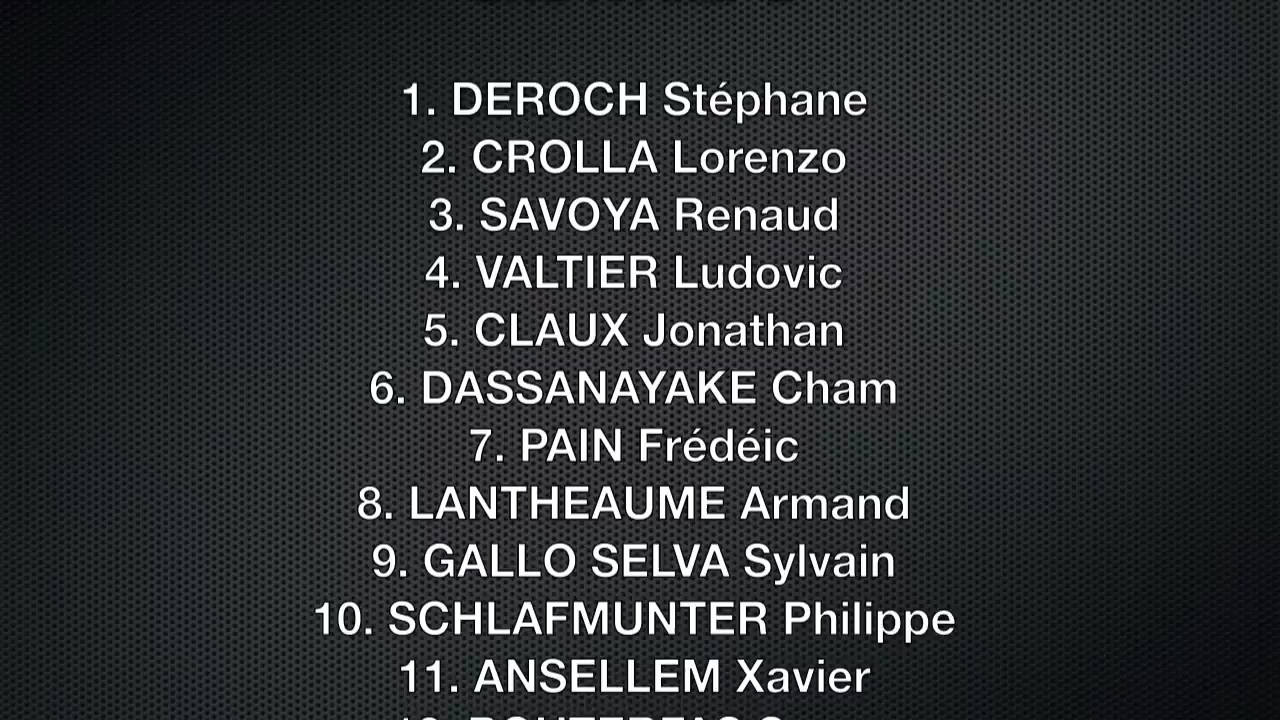 1. DEROCH Stéphane
2. CROLLA Lorenzo
3. SAVOYA Renaud
4. VALTIER Ludovic
5. CLAUX Jonathan
6. DASSANAYAKE Cham
7. PAIN Frédéic
8. LANTHEAUME Armand
9. GALLO SELVA Sylvain
10. SCHLAFMUNTER Philippe
11. ANSELLEM Xavier